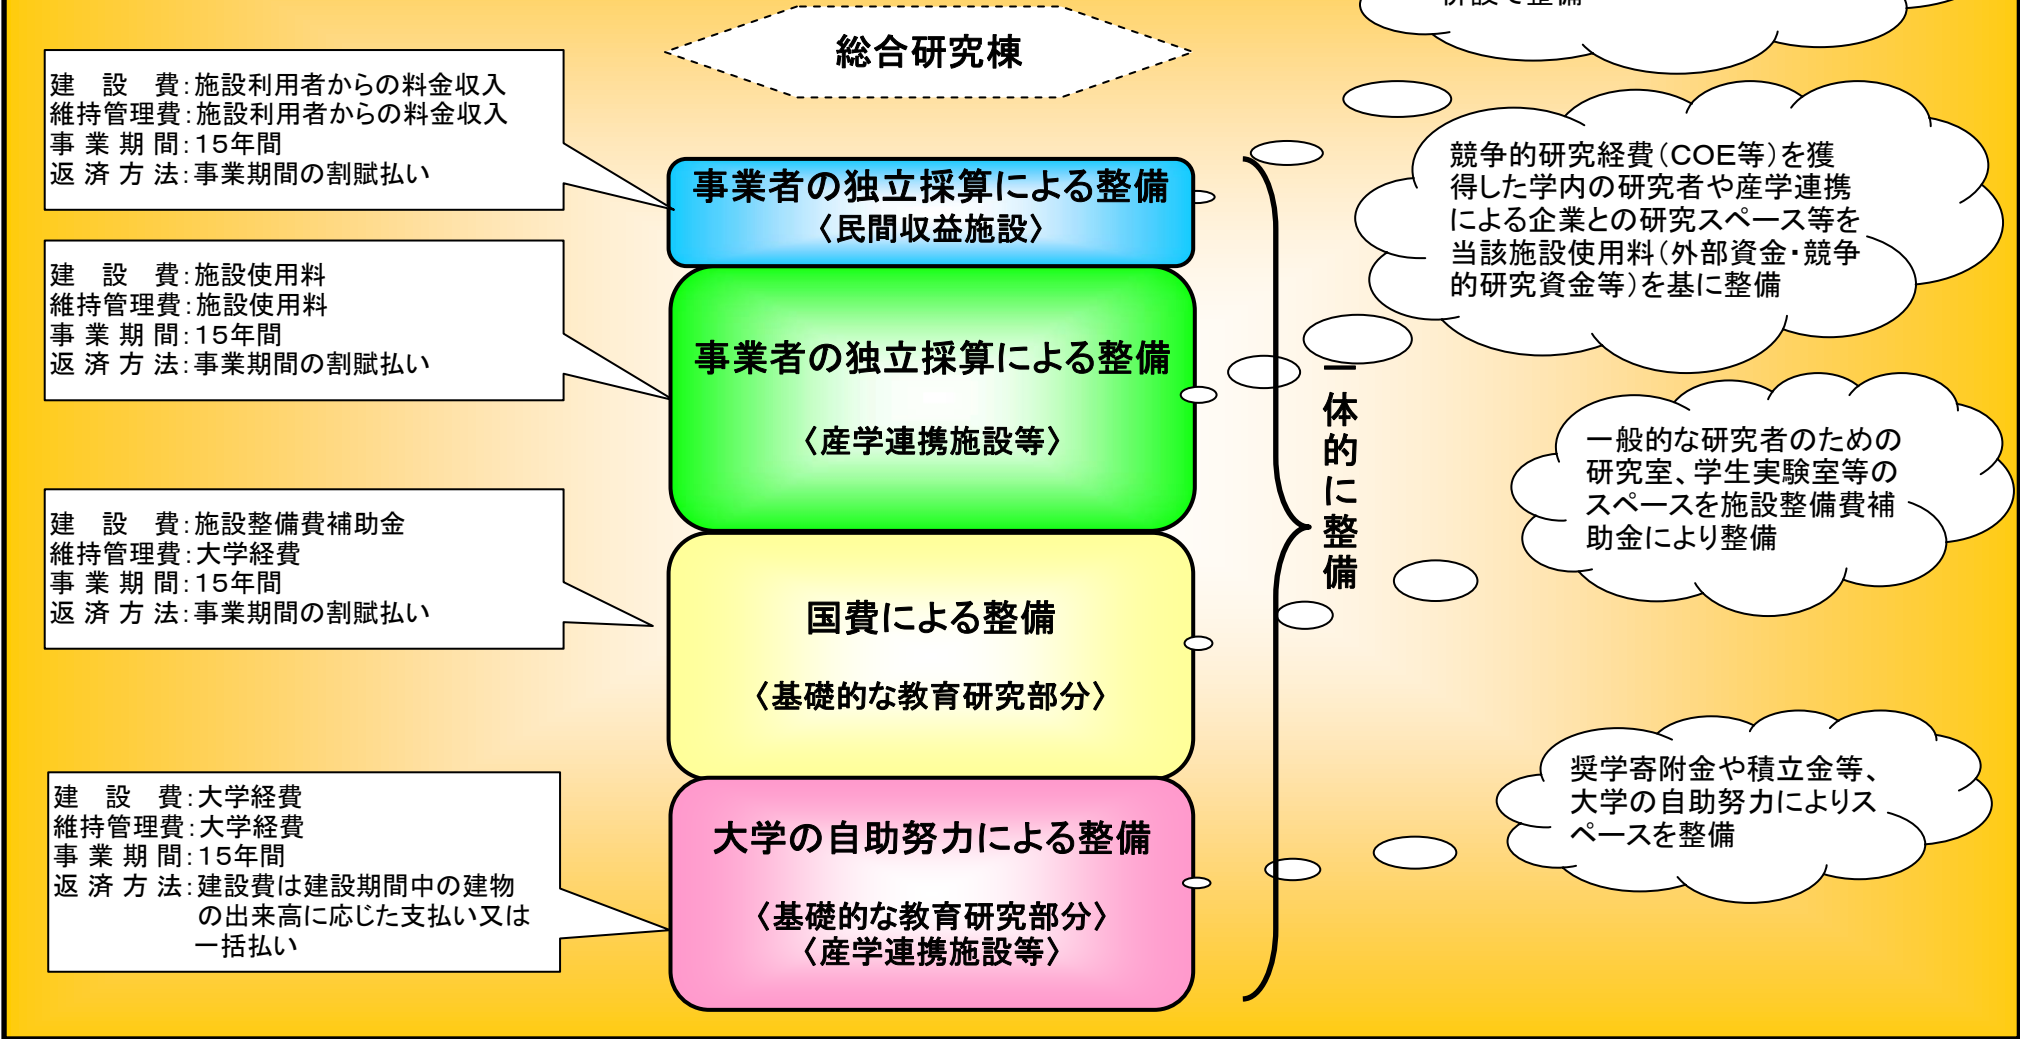 総合研究棟
建 設 費:施設利用者からの料金収入
維持管理費:施設利用者からの料金収入
事 業 期 間:15年間
返 済 方 法:事業期間の割賦払い
事業者の独立採算による整備
〈民間収益施設〉
競争的研究経費(COE等)を獲
得した学内の研究者や産学連携
による企業との研究スペース等を
当該施設使用料(外部資金・競争
的研究資金等)を基に整備
建 設 費:施設使用料
維持管理費:施設使用料
事 業 期 間:15年間
返 済 方 法:事業期間の割賦払い
事業者の独立採算による整備
〈産学連携施設等〉
一体的に整備
一般的な研究者のための
研究室、学生実験室等の
スペースを施設整備費補
助金により整備
建 設 費:施設整備費補助金
維持管理費:大学経費
事 業 期 間:15年間
返 済 方 法:事業期間の割賦払い
国費による整備
〈基礎的な教育研究部分〉
建 設 費:大学経費
維持管理費:大学経費
事 業 期 間:15年間
返 済 方 法:建設費は建設期間中の建物
の出来高に応じた支払い又は
一括払い
大学の自助努力による整備
〈基礎的な教育研究部分〉
〈産学連携施設等〉
奨学寄附金や積立金等、
大学の自助努力によりス
ペースを整備